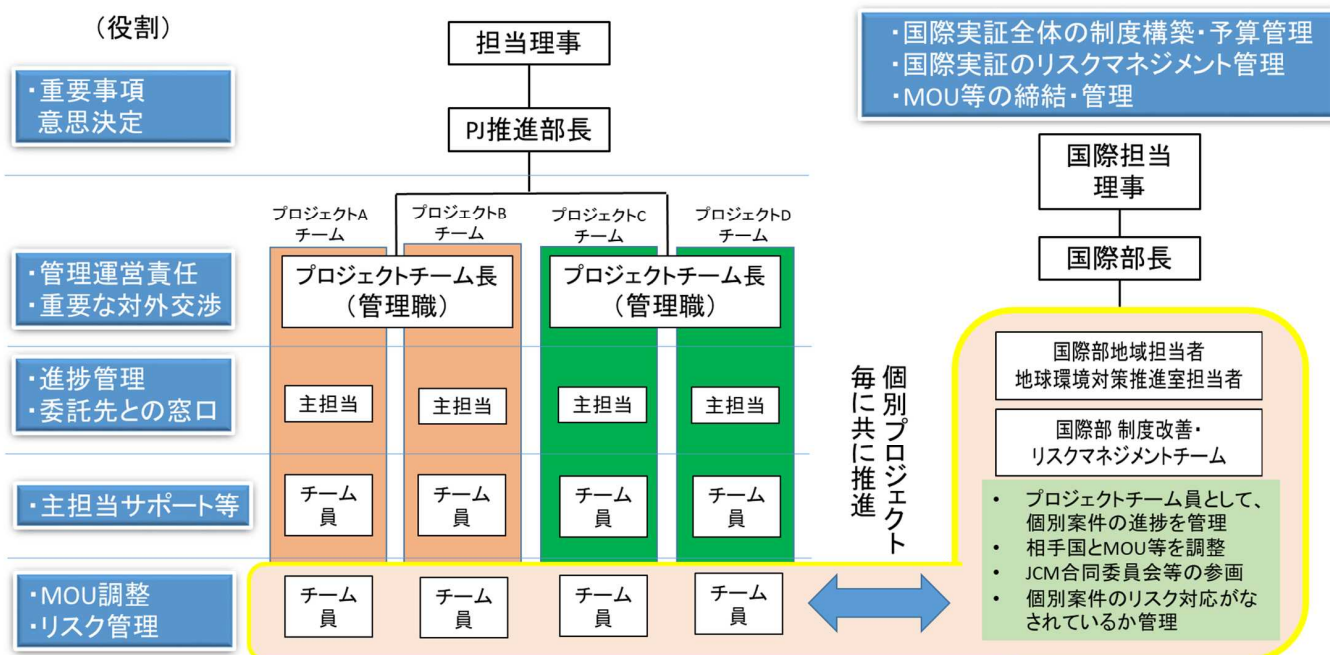 (役割)
・重要事項
意思決定
・管理運営責任
・重要な対外交渉
・進捗管理
・委託先との窓口
・主担当サポート等
・MOU調整
・リスク管理
担当理事
PJ推進部長
プロジェクトA
チーム
プロジェクトB
チーム
プロジェクトC
チーム
プロジェクトD
チーム
プロジェクトチーム長
(管理職)
プロジェクトチーム長
(管理職)
主担当
主担当
主担当
主担当
チーム
員
チーム
員
チーム
員
チーム
員
チーム
員
チーム
員
チーム
員
チーム
員
個別プロジェクト
毎に共に推進
・国際実証全体の制度構築・予算管理
・国際実証のリスクマネジメント管理
・MOU等の締結・管理
国際担当
理事
国際部長
国際部地域担当者
地球環境対策推進室担当者
国際部 制度改善・
リスクマネジメントチーム
• プロジェクトチーム員として、
個別案件の進捗を管理
• 相手国とMOU等を調整
• JCM合同委員会等の参画
• 個別案件のリスク対応がな
されているか管理